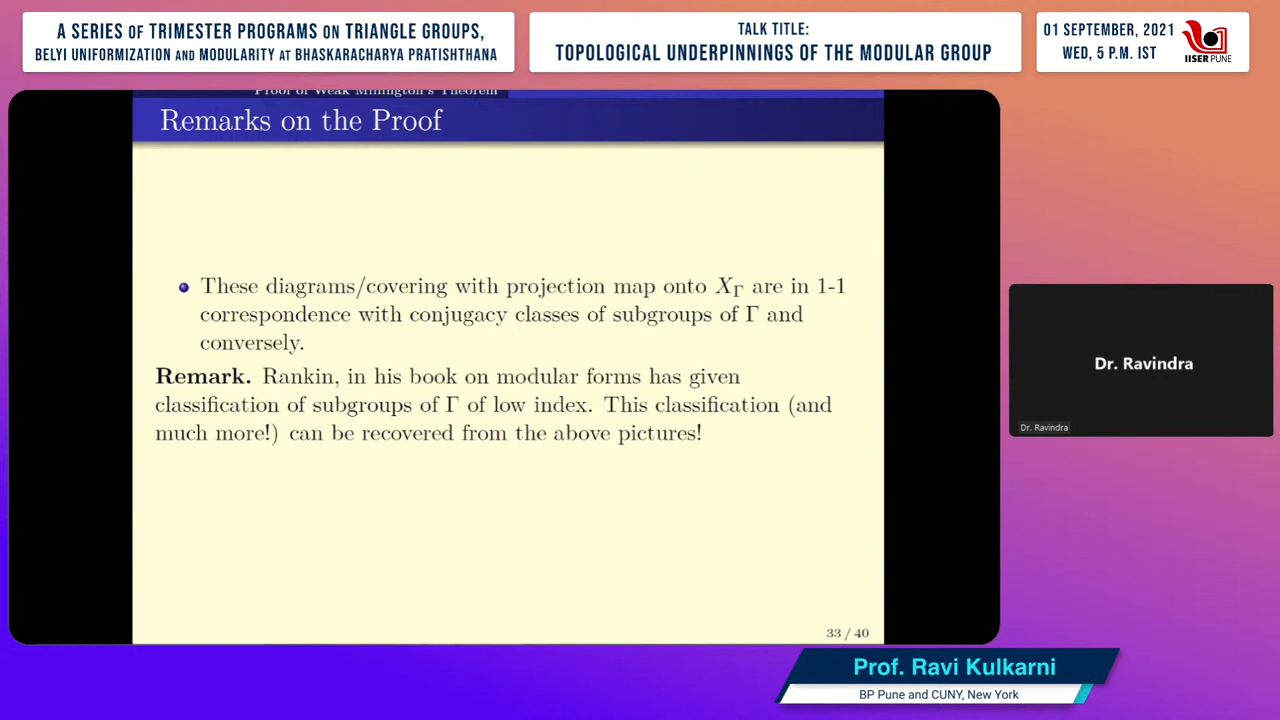 A SERIES OF TRIMESTER PROGRAMS ON TRIANGLE GROUPS,
BELYI UNIFORMIZATION AND MODULARITY AT BHASKARACHARYA PRATISHTHANA
TALK TITLE:
TOPOLOGICAL UNDERPINNINGS OF THE MODULAR GROUP
01 SEPTEMBER, 2021
WED, 5 P.M. IST
IISER PUNE
Proof of Weak Millington's Theorem
Remarks on the Proof
These diagrams/covering with projection map onto X_Γ are in 1-1
correspondence with conjugacy classes of subgroups of Γ and
conversely.
Remark. Rankin, in his book on modular forms has given
classification of subgroups of Γ of low index. This classification (and
much more!) can be recovered from the above pictures!
33 / 40
Dr. Ravindra
Dr. Ravindra
Prof. Ravi Kulkarni
BP Pune and CUNY, New York